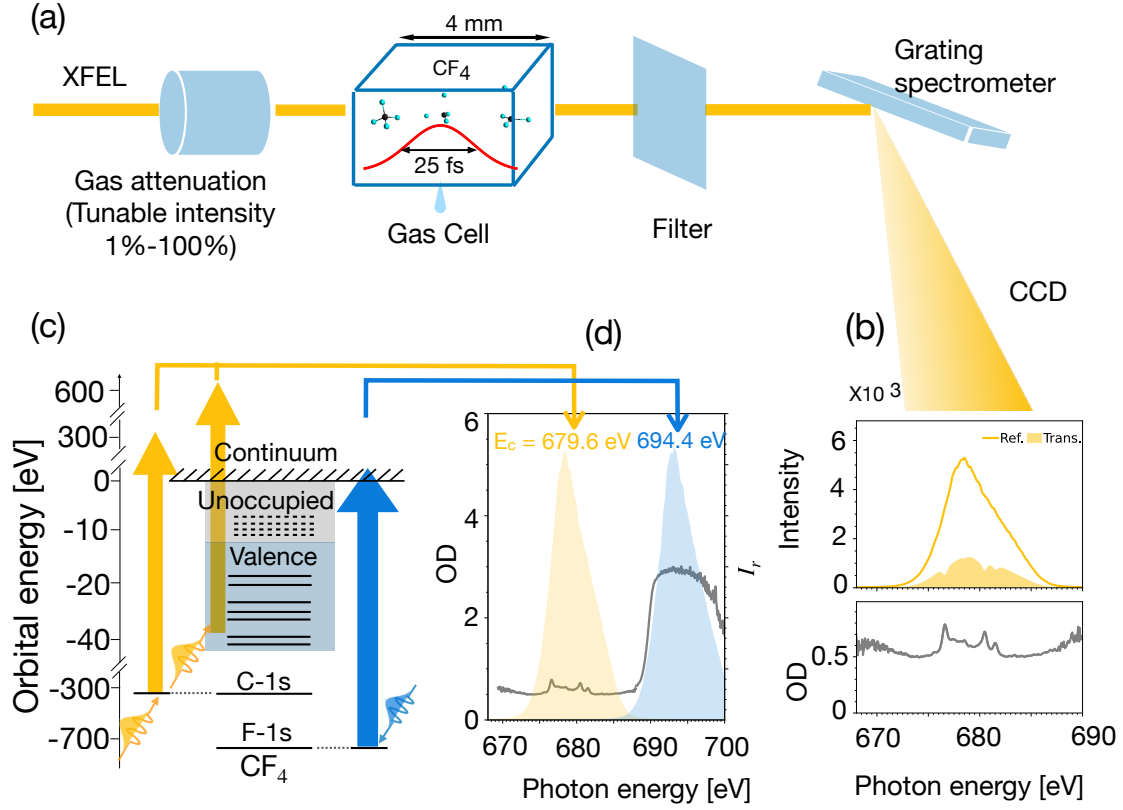 (a)
4 mm
XFEL
CF₄
Grating
spectrometer
25 fs
Gas attenuation
(Tunable intensity
1%-100%)
Gas Cell
Filter
CCD
(c)
(d)
(b)
X10 3
Orbital energy [eV]
600
300
0
-10
-20
-40
-300
-700
Continuum
Unoccupied
Valence
C-1s
F-1s
CF₄
OD
6
4
2
0
E_c = 679.6 eV
694.4 eV
I_r
670
680
690
700
Photon energy [eV]
Intensity
6
4
2
0
Ref.
Trans.
OD
0.5
0
670
680
690
Photon energy [eV]